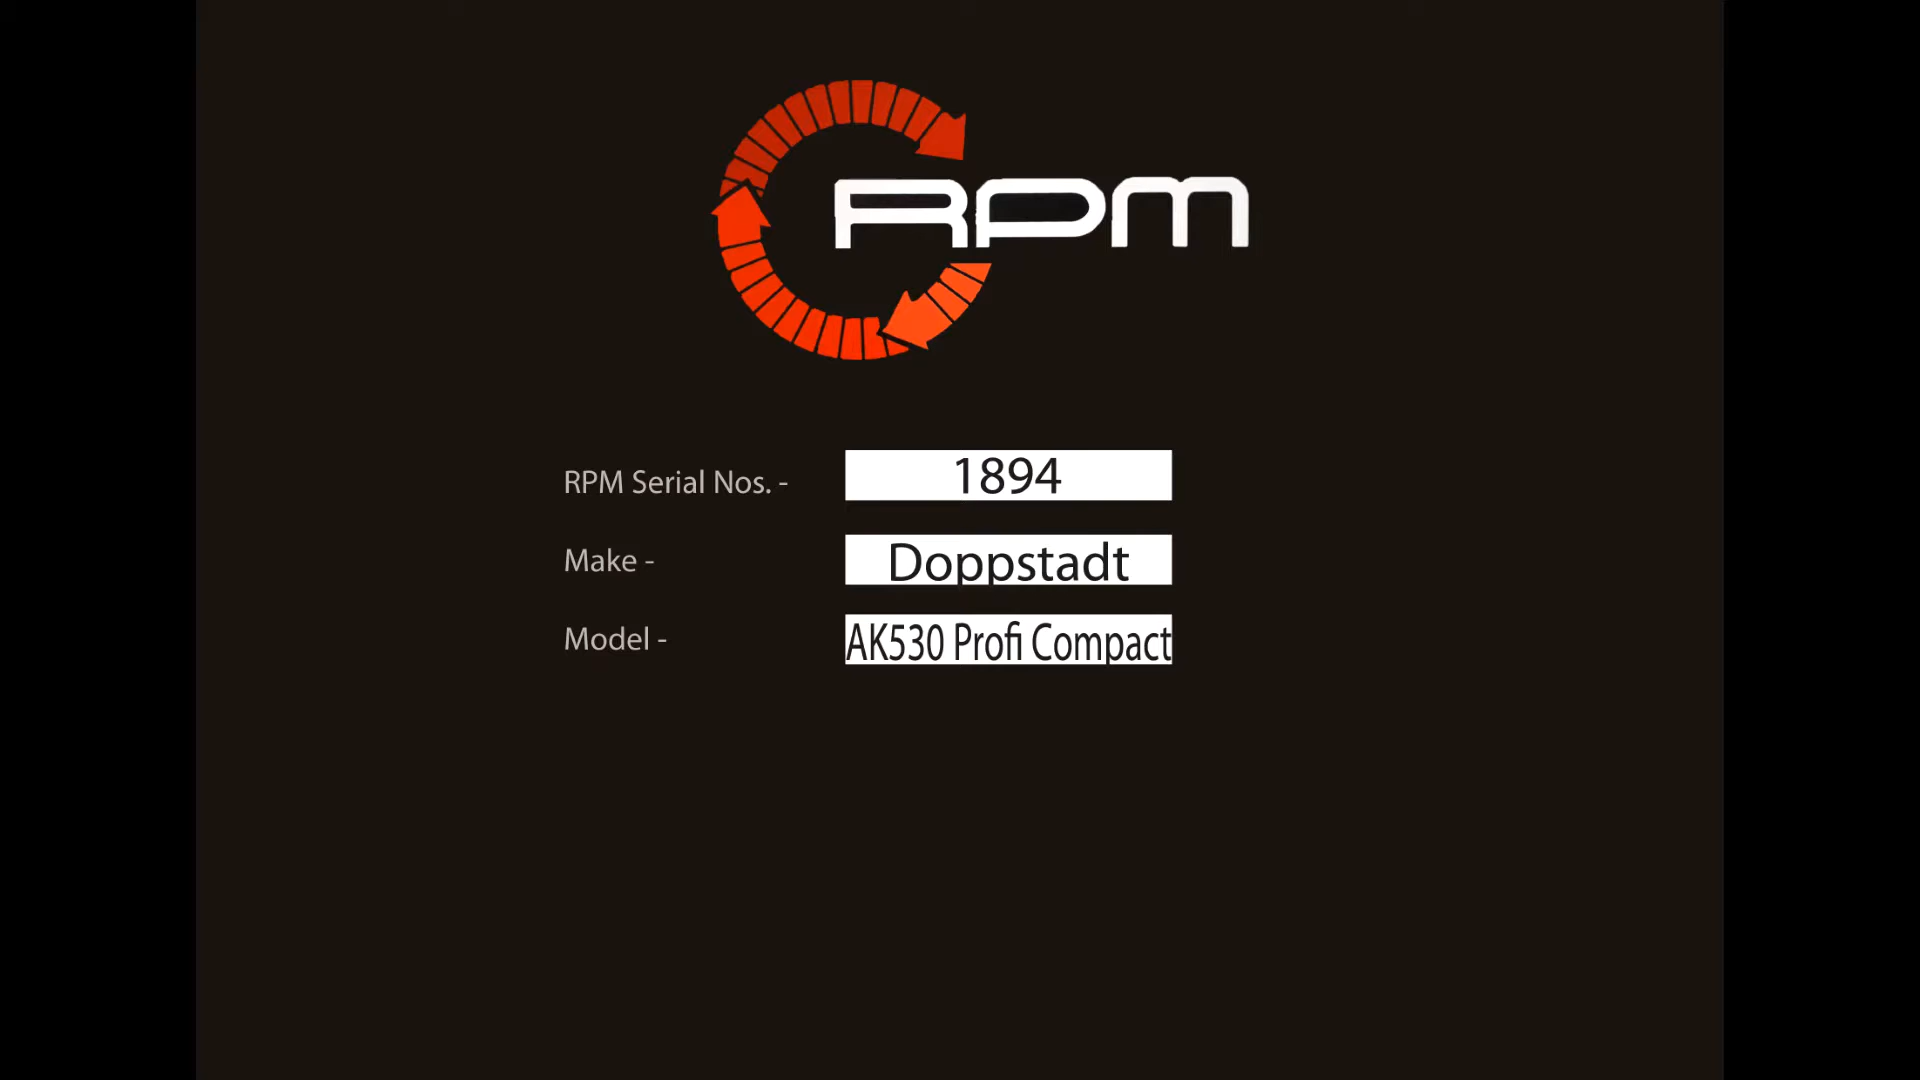 RPM
RPM Serial Nos. - 1894
Make - Doppstadt
Model - AK530 Profi Compact